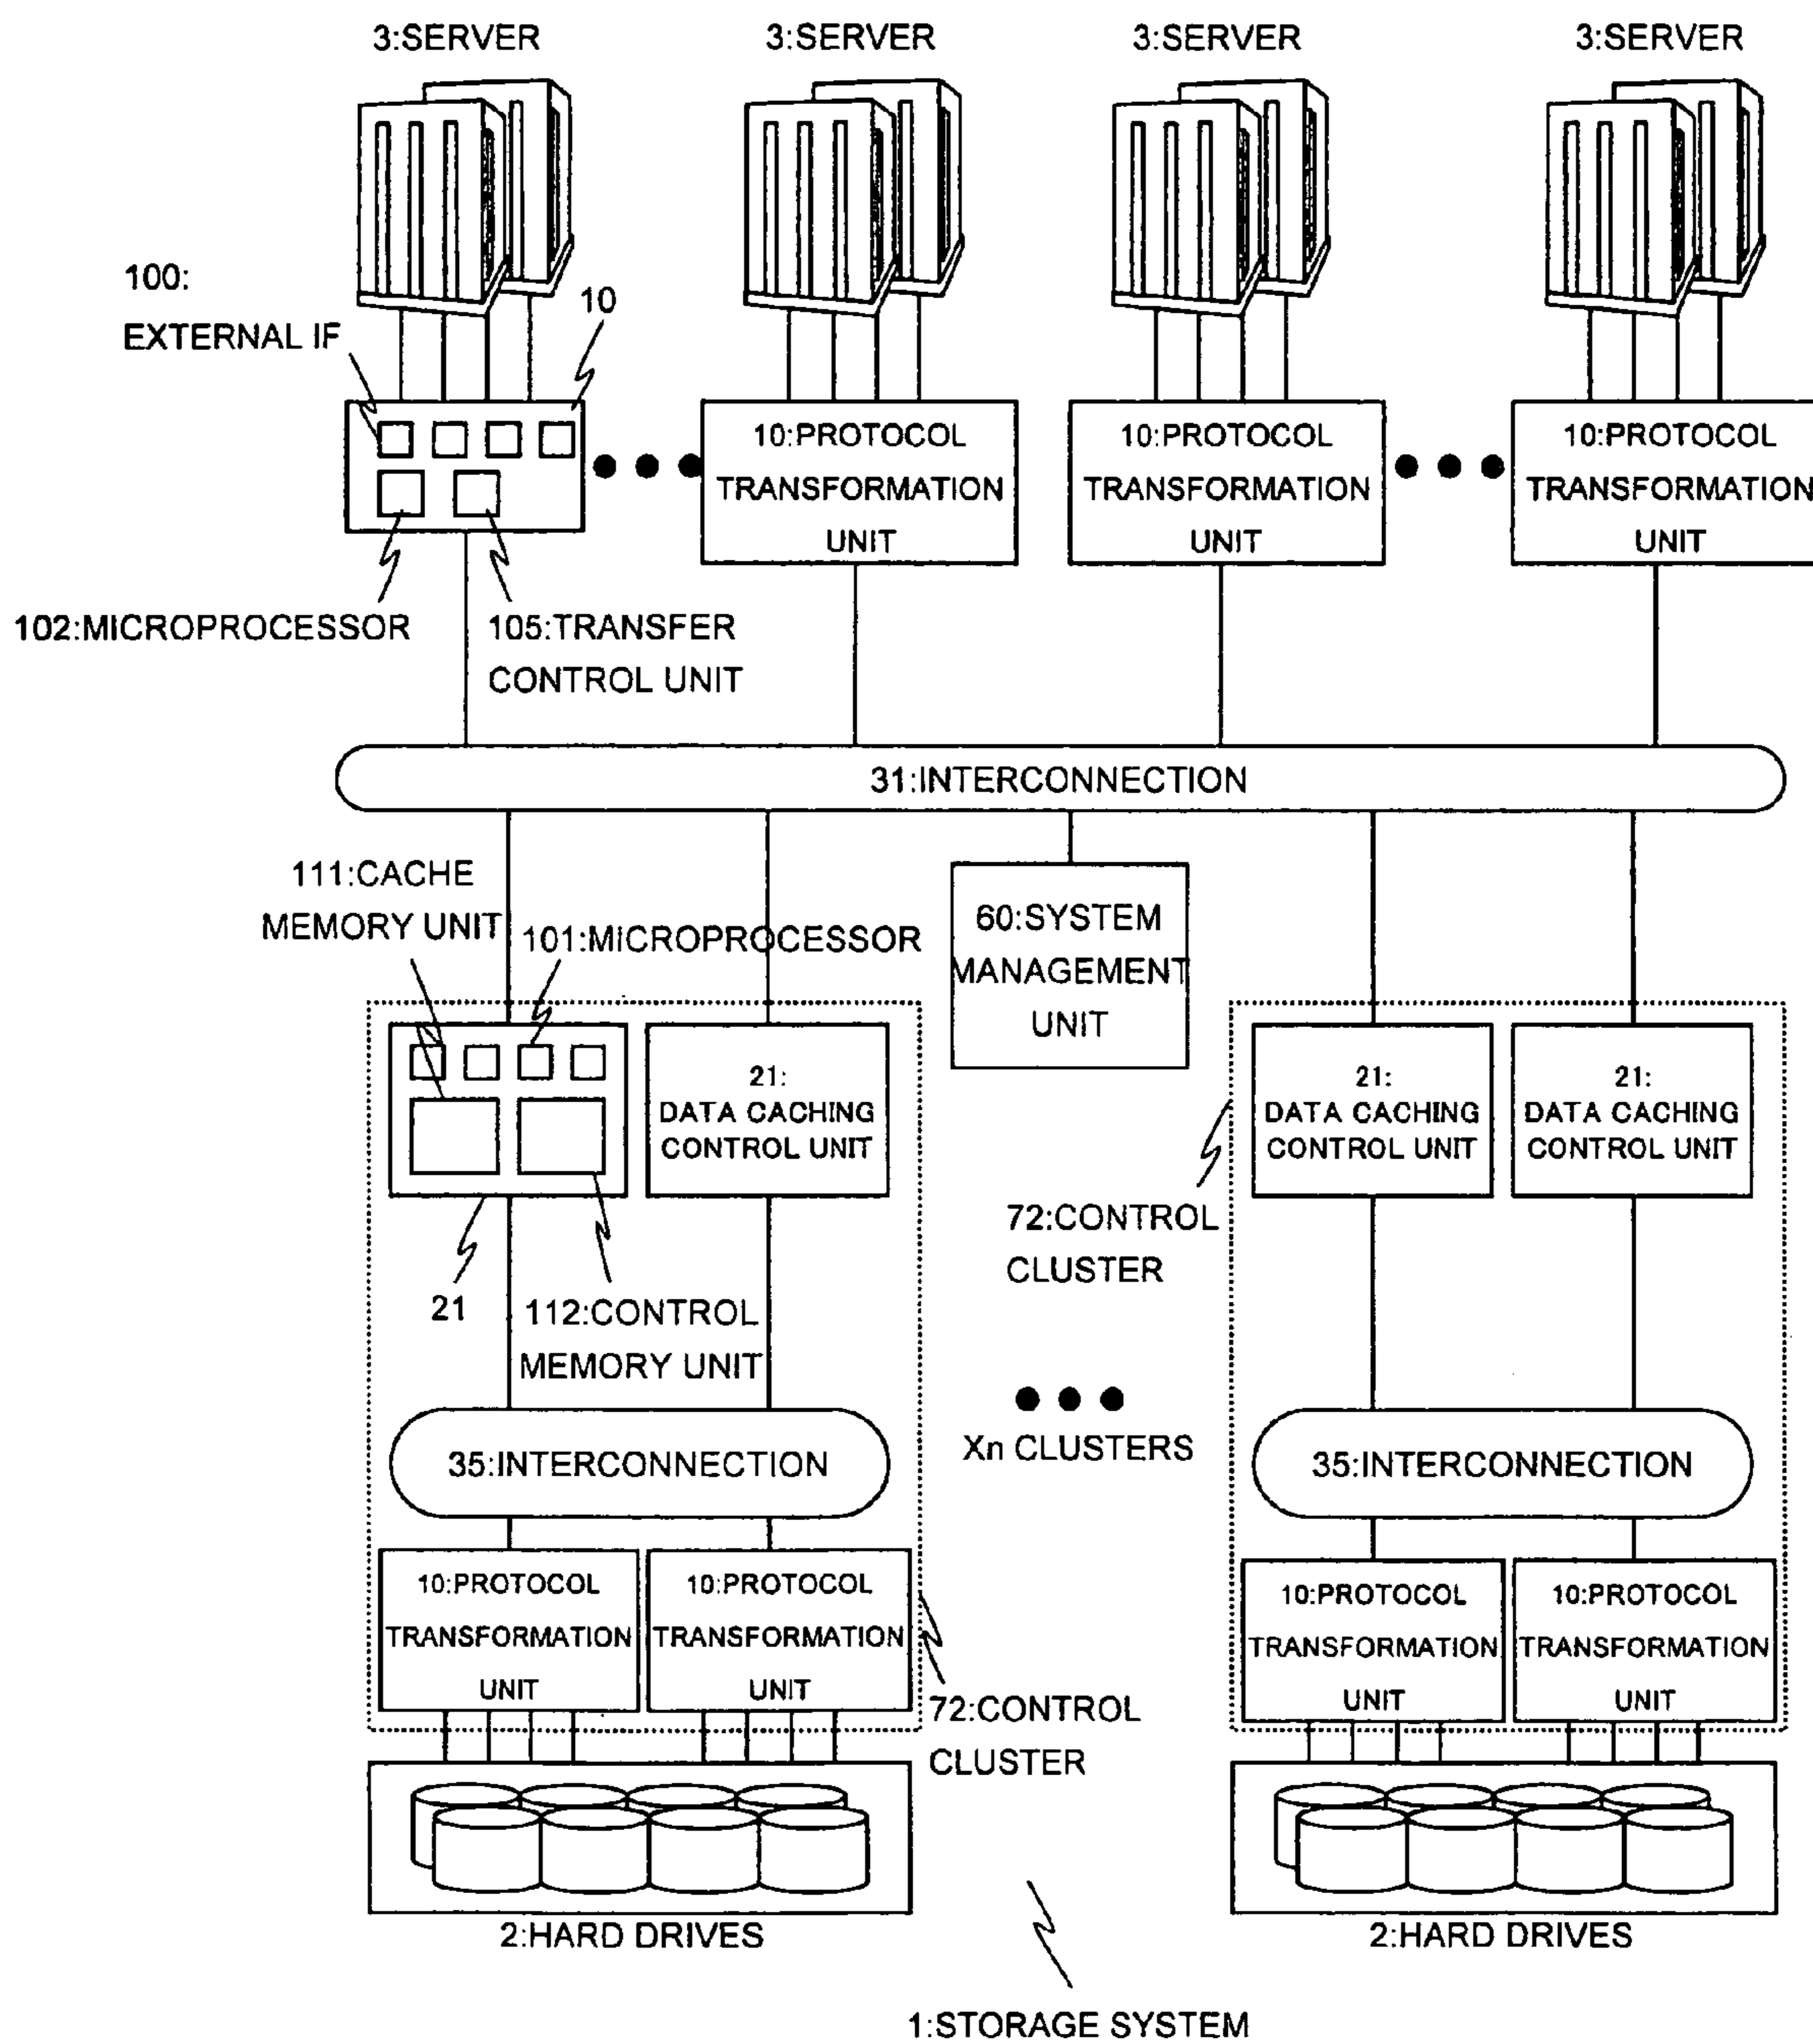 3:SERVER
3:SERVER
3:SERVER
3:SERVER
100:
EXTERNAL IF
10
10:PROTOCOL
TRANSFORMATION
UNIT
10:PROTOCOL
TRANSFORMATION
UNIT
10:PROTOCOL
TRANSFORMATION
UNIT
102:MICROPROCESSOR
105:TRANSFER
CONTROL UNIT
31:INTERCONNECTION
111:CACHE
MEMORY UNIT
101:MICROPROCESSOR
60:SYSTEM
MANAGEMENT
UNIT
21:
DATA CACHING
CONTROL UNIT
21:
DATA CACHING
CONTROL UNIT
21:
DATA CACHING
CONTROL UNIT
72:CONTROL
CLUSTER
21
112:CONTROL
MEMORY UNIT
Xn CLUSTERS
35:INTERCONNECTION
35:INTERCONNECTION
10:PROTOCOL
TRANSFORMATION
UNIT
10:PROTOCOL
TRANSFORMATION
UNIT
10:PROTOCOL
TRANSFORMATION
UNIT
10:PROTOCOL
TRANSFORMATION
UNIT
72:CONTROL
CLUSTER
2:HARD DRIVES
2:HARD DRIVES
1:STORAGE SYSTEM